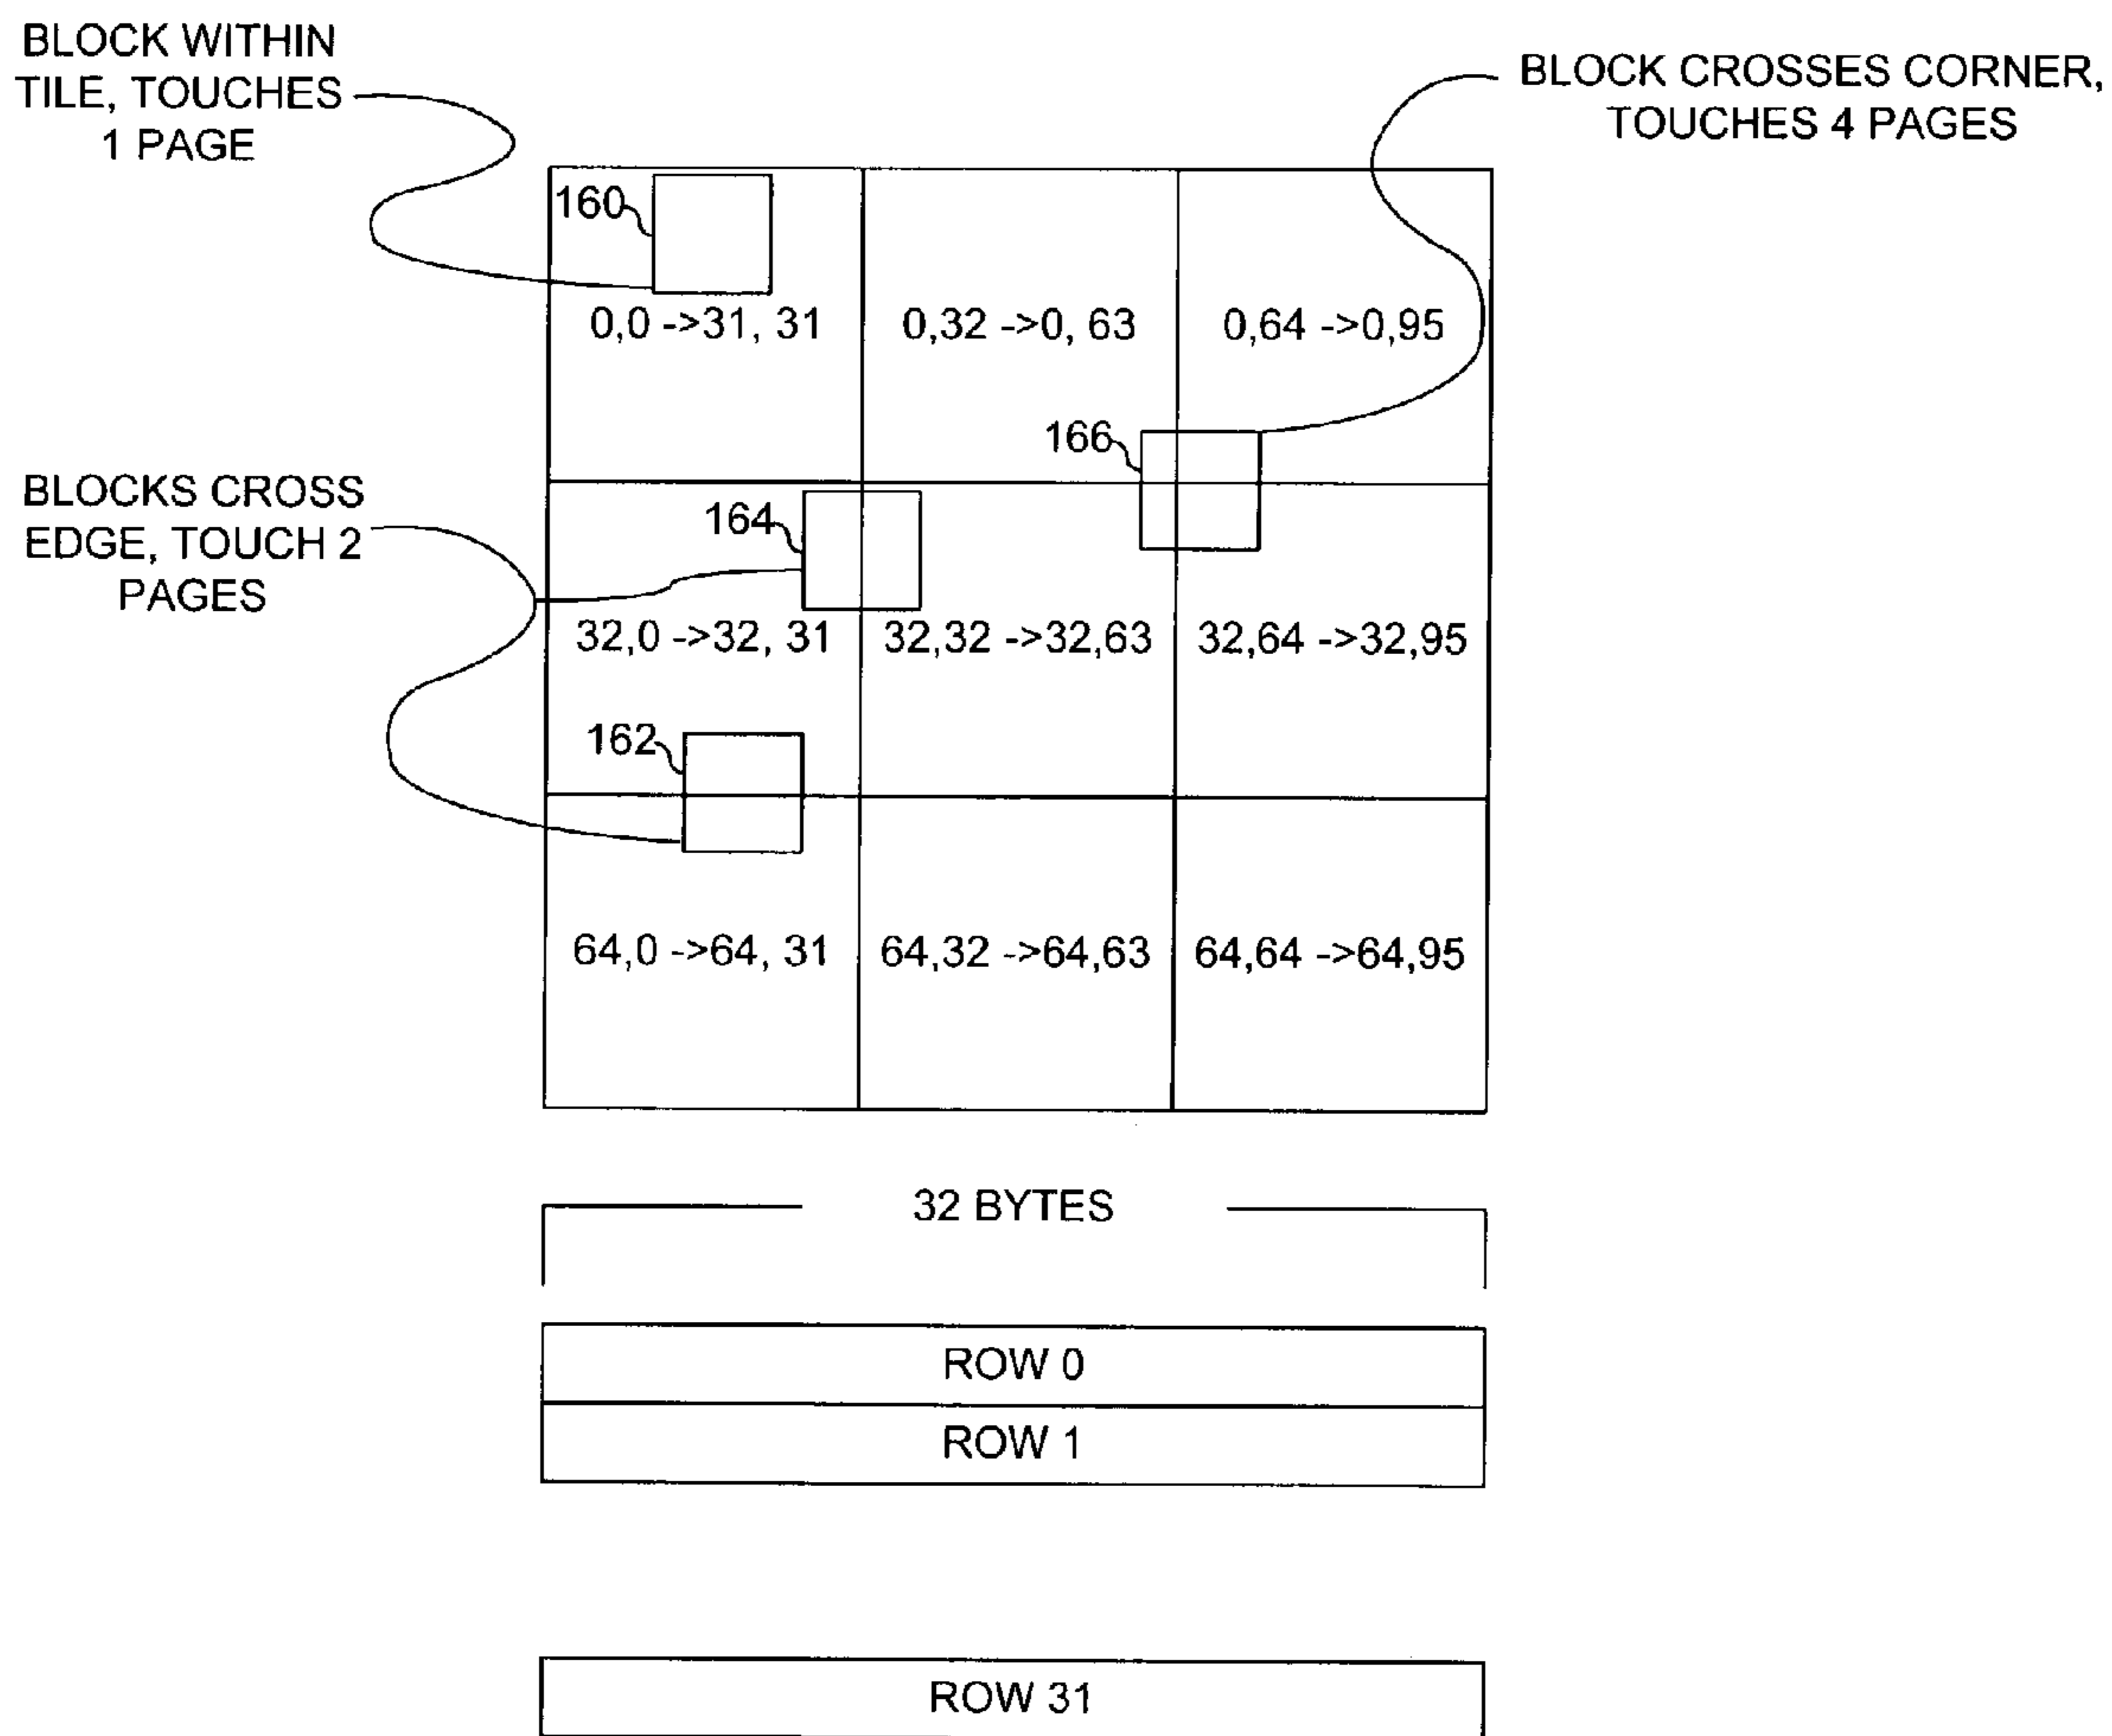 BLOCK WITHIN
TILE, TOUCHES
1 PAGE
BLOCK CROSSES CORNER,
TOUCHES 4 PAGES
160
0,0 ->31, 31
0,32 ->0, 63
0,64 ->0,95
166
BLOCKS CROSS
EDGE, TOUCH 2
PAGES
164
32,0 ->32, 31
32,32 ->32,63
32,64 ->32,95
162
64,0 ->64, 31
64,32 ->64,63
64,64 ->64,95
32 BYTES
ROW 0
ROW 1
ROW 31